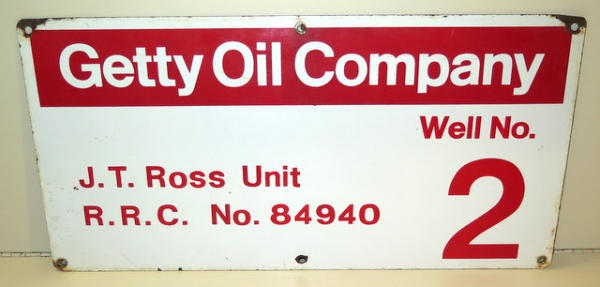 Getty Oil Company
Well No.
2
J.T. Ross Unit
R.R.C. No. 84940